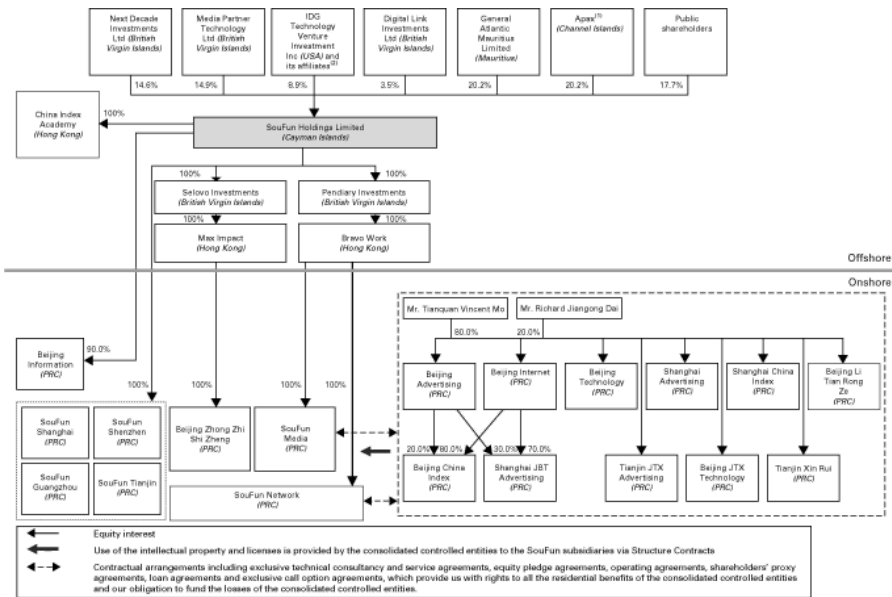 Next Decade
Investments
Ltd (British
Virgin Islands)
Media Partner
Technology
Ltd (British
Virgin Islands)
IDG
Technology
Venture
Investment
Inc (USA) and
its affiliates(2)
Digital Link
Investments
Ltd (British
Virgin Islands)
General
Atlantic
Mauritius
Limited
(Mauritius)
Apax(1)
(Channel Islands)
Public
shareholders
14.6%
14.9%
8.9%
3.5%
20.2%
20.2%
17.7%
China Index
Academy
(Hong Kong)
100%
SouFun Holdings Limited
(Cayman Islands)
100%
100%
Selovo Investments
(British Virgin Islands)
Pendiary Investments
(British Virgin Islands)
100%
100%
Max Impact
(Hong Kong)
Bravo Work
(Hong Kong)
Offshore
Onshore
Mr. Tianquan Vincent Mo
Mr. Richard Jiangong Dai
80.0%
20.0%
Beijing
Information
(PRC)
90.0%
100%
100%
100%
100%
Beijing
Advertising
(PRC)
Beijing Internet
(PRC)
Beijing
Technology
(PRC)
Shanghai
Advertising
(PRC)
Shanghai China
Index
(PRC)
Beijing Li
Tian Rong
Ze
(PRC)
SouFun
Shanghai
(PRC)
SouFun
Shenzhen
(PRC)
Beijing Zhong Zhi
Shi Zheng
(PRC)
SouFun
Media
(PRC)
20.0%
80.0%
30.0%
70.0%
SouFun
Guangzhou
(PRC)
SouFun Tianjin
(PRC)
SouFun Network
(PRC)
Beijing China
Index
(PRC)
Shanghai JBT
Advertising
(PRC)
Tianjin JTX
Advertising
(PRC)
Beijing JTX
Technology
(PRC)
Tianjin Xin Rui
(PRC)
Equity interest
Use of the intellectual property and licenses is provided by the consolidated controlled entities to the SouFun subsidiaries via Structure Contracts
Contractual arrangements including exclusive technical consultancy and service agreements, equity pledge agreements, operating agreements, shareholders' proxy
agreements, loan agreements and exclusive call option agreements, which provide us with rights to all the residential benefits of the consolidated controlled entities
and our obligation to fund the losses of the consolidated controlled entities.